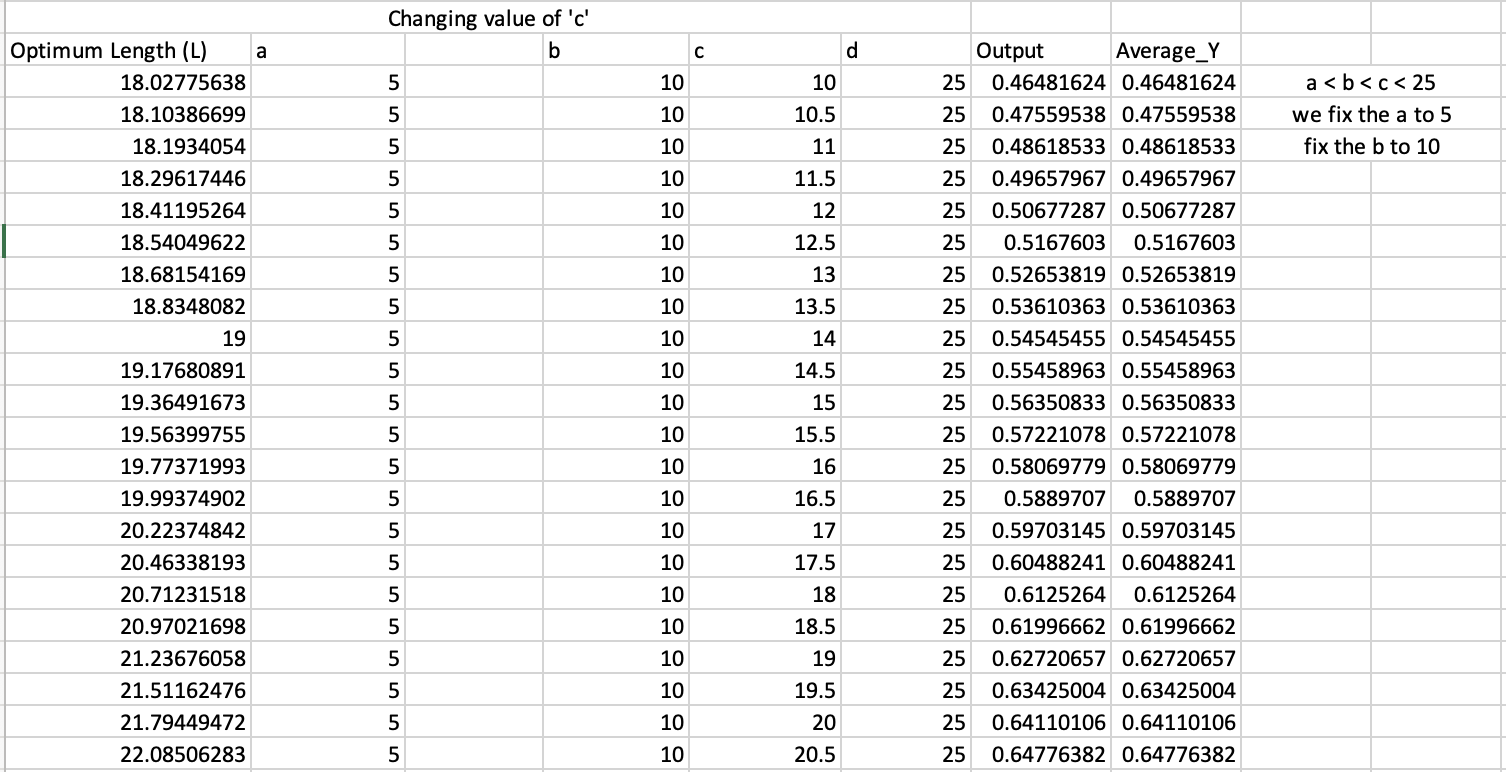 Changing value of 'c'
Optimum Length (L) a b c d Output Average_Y
18.02775638 5 10 10 25 0.46481624 0.46481624 a < b < c < 25
18.10386699 5 10 10.5 25 0.47559538 0.47559538 we fix the a to 5
18.1934054 5 10 11 25 0.48618533 0.48618533 fix the b to 10
18.29617446 5 10 11.5 25 0.49657967 0.49657967
18.41195264 5 10 12 25 0.50677287 0.50677287
18.54049622 5 10 12.5 25 0.5167603 0.5167603
18.68154169 5 10 13 25 0.52653819 0.52653819
18.8348082 5 10 13.5 25 0.53610363 0.53610363
19 5 10 14 25 0.54545455 0.54545455
19.17680891 5 10 14.5 25 0.55458963 0.55458963
19.36491673 5 10 15 25 0.56350833 0.56350833
19.56399755 5 10 15.5 25 0.57221078 0.57221078
19.77371993 5 10 16 25 0.58069779 0.58069779
19.99374902 5 10 16.5 25 0.5889707 0.5889707
20.22374842 5 10 17 25 0.59703145 0.59703145
20.46338193 5 10 17.5 25 0.60488241 0.60488241
20.71231518 5 10 18 25 0.6125264 0.6125264
20.97021698 5 10 18.5 25 0.61996662 0.61996662
21.23676058 5 10 19 25 0.62720657 0.62720657
21.51162476 5 10 19.5 25 0.63425004 0.63425004
21.79449472 5 10 20 25 0.64110106 0.64110106
22.08506283 5 10 20.5 25 0.64776382 0.64776382